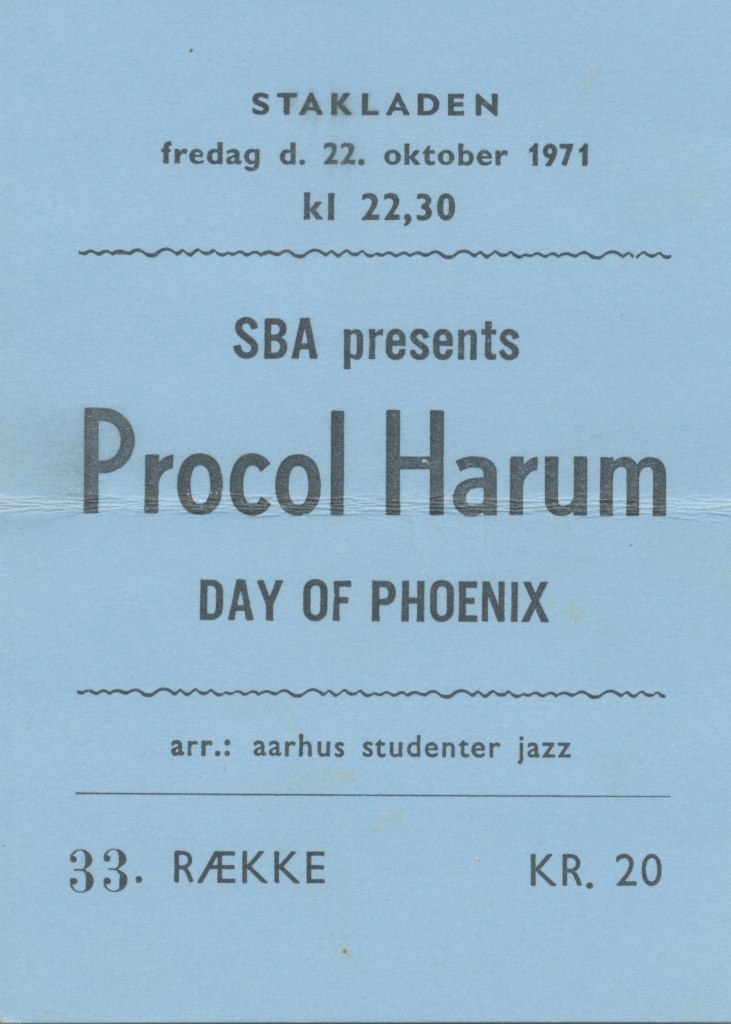 STAKLADEN
fredag d. 22. oktober 1971
kl 22,30
SBA presents
Procol Harum
DAY OF PHOENIX
arr.: aarhus studenter jazz
33. RÆKKE KR. 20